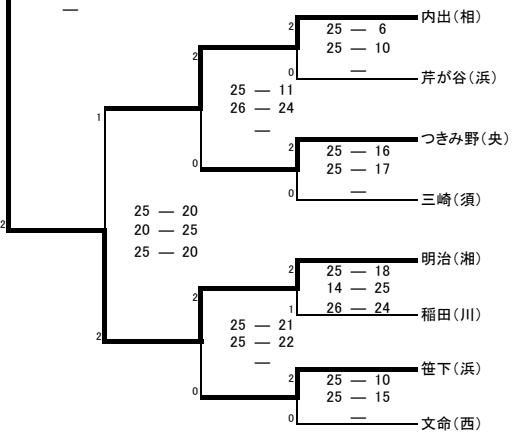 —
内出（相）
2
25 — 6
25 — 10
—
0
芹が谷（浜）
2
25 — 11
26 — 24
—
0
つきみ野（央）
2
25 — 16
25 — 17
—
0
三崎（須）
1
25 — 20
20 — 25
25 — 20
2
2
明治（湘）
2
25 — 18
14 — 25
26 — 24
1
稲田（川）
2
25 — 21
25 — 22
—
0
笹下（浜）
2
25 — 10
25 — 15
—
0
文命（西）